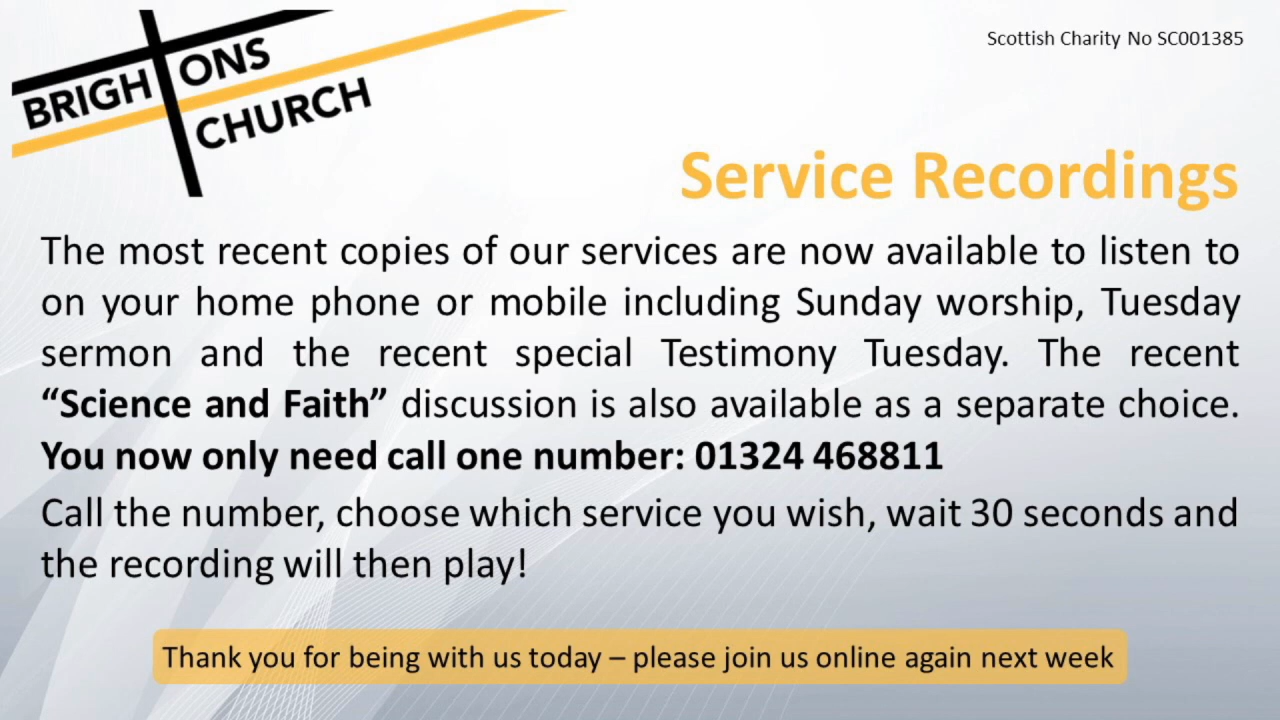 BRIGHTONS
CHURCH
Scottish Charity No SC001385
Service Recordings
The most recent copies of our services are now available to listen to
on your home phone or mobile including Sunday worship, Tuesday
sermon and the recent special Testimony Tuesday. The recent
“Science and Faith” discussion is also available as a separate choice.
You now only need call one number: 01324 468811
Call the number, choose which service you wish, wait 30 seconds and
the recording will then play!
Thank you for being with us today – please join us online again next week